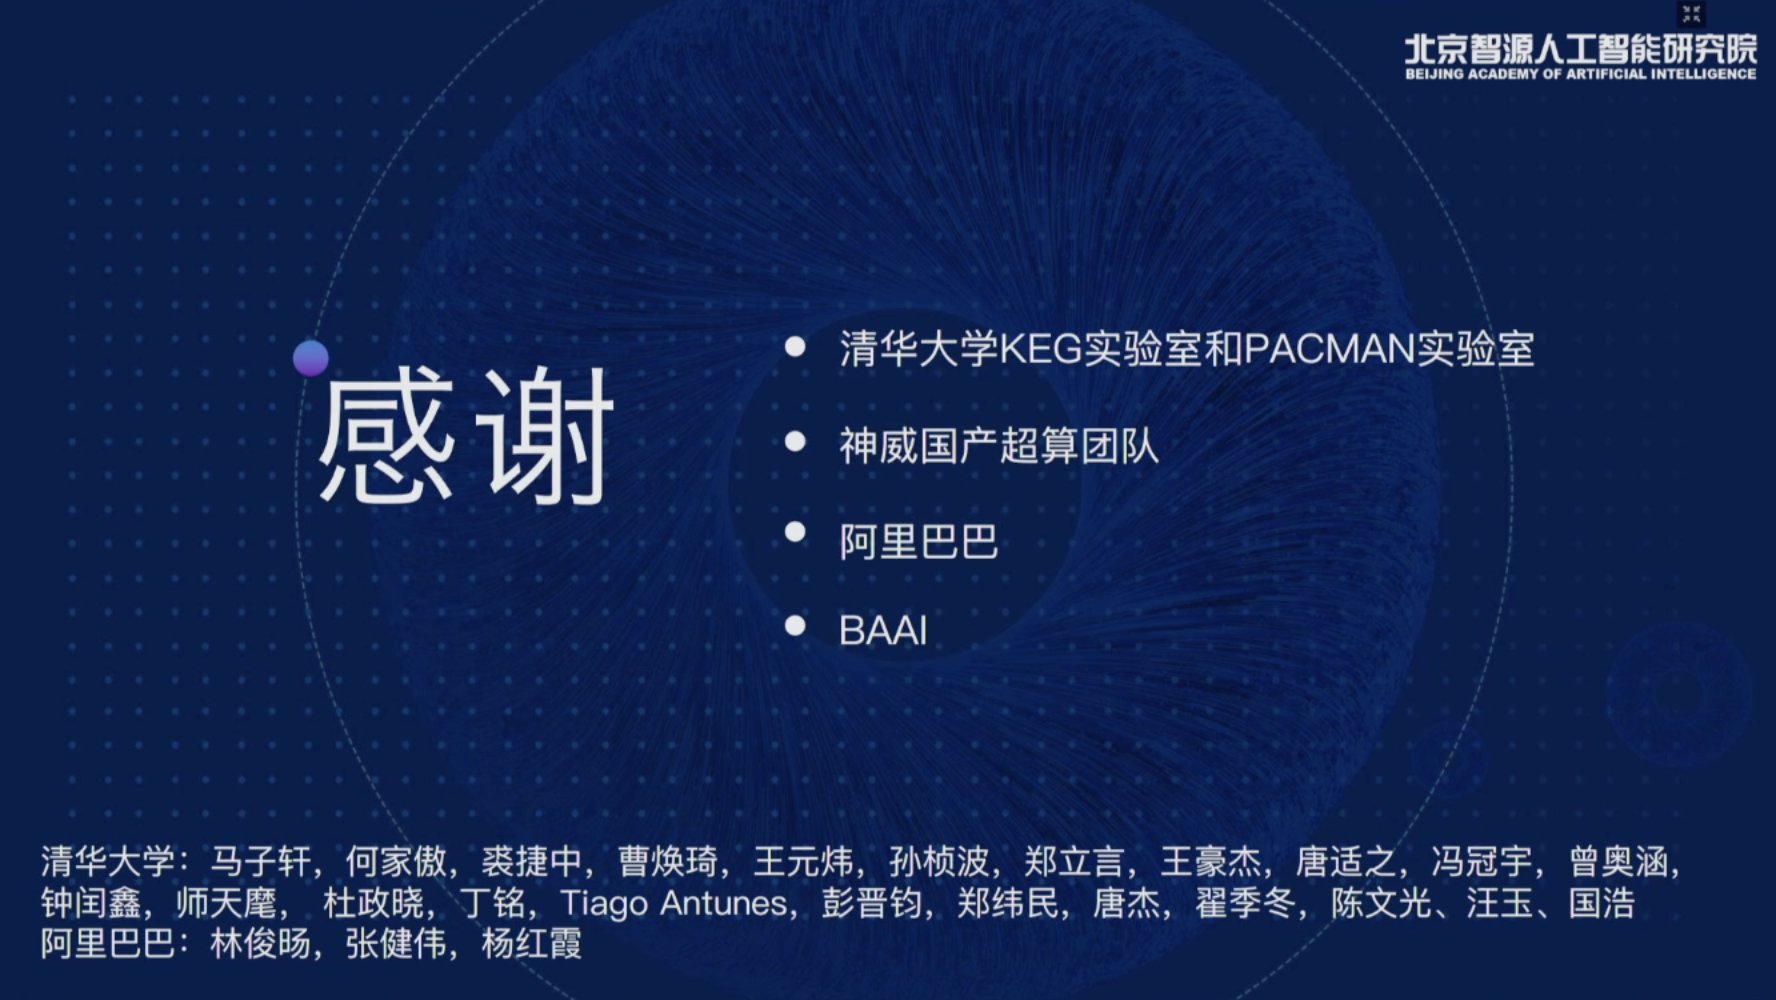 北京智源人工智能研究院
BEIJING ACADEMY OF ARTIFICIAL INTELLIGENCE
感谢
清华大学KEG实验室和PACMAN实验室
神威国产超算团队
阿里巴巴
BAAI
清华大学：马子轩，何家傲，裘捷中，曹焕琦，王元炜，孙桢波，郑立言，王豪杰，唐适之，冯冠宇，曾奥涵，
钟闰鑫，师天麾， 杜政晓，丁铭，Tiago Antunes，彭晋钧，郑纬民，唐杰，翟季冬，陈文光、汪玉、国浩
阿里巴巴：林俊旸，张健伟，杨红霞